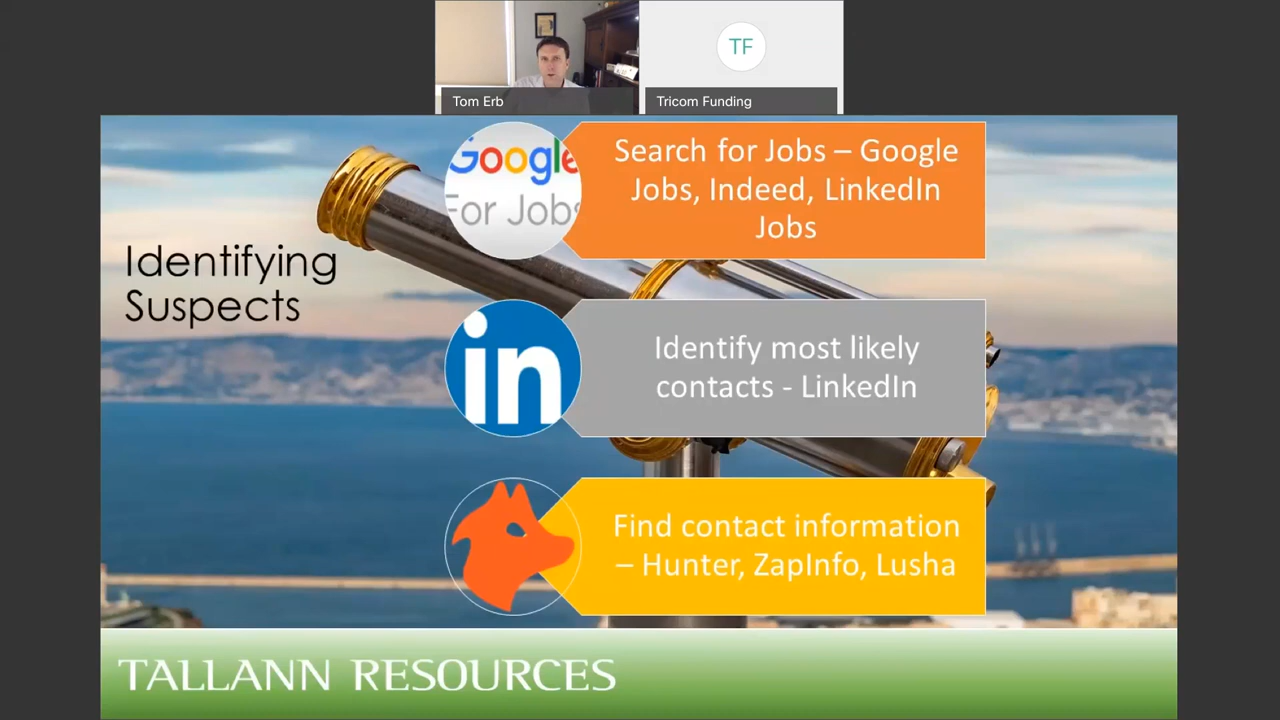 TF
Tom Erb
Tricom Funding
Google
For Jobs
Search for Jobs – Google
Jobs, Indeed, LinkedIn
Jobs
Identifying
Suspects
in
Identify most likely
contacts - LinkedIn
Find contact information
– Hunter, ZapInfo, Lusha
TALLANN RESOURCES